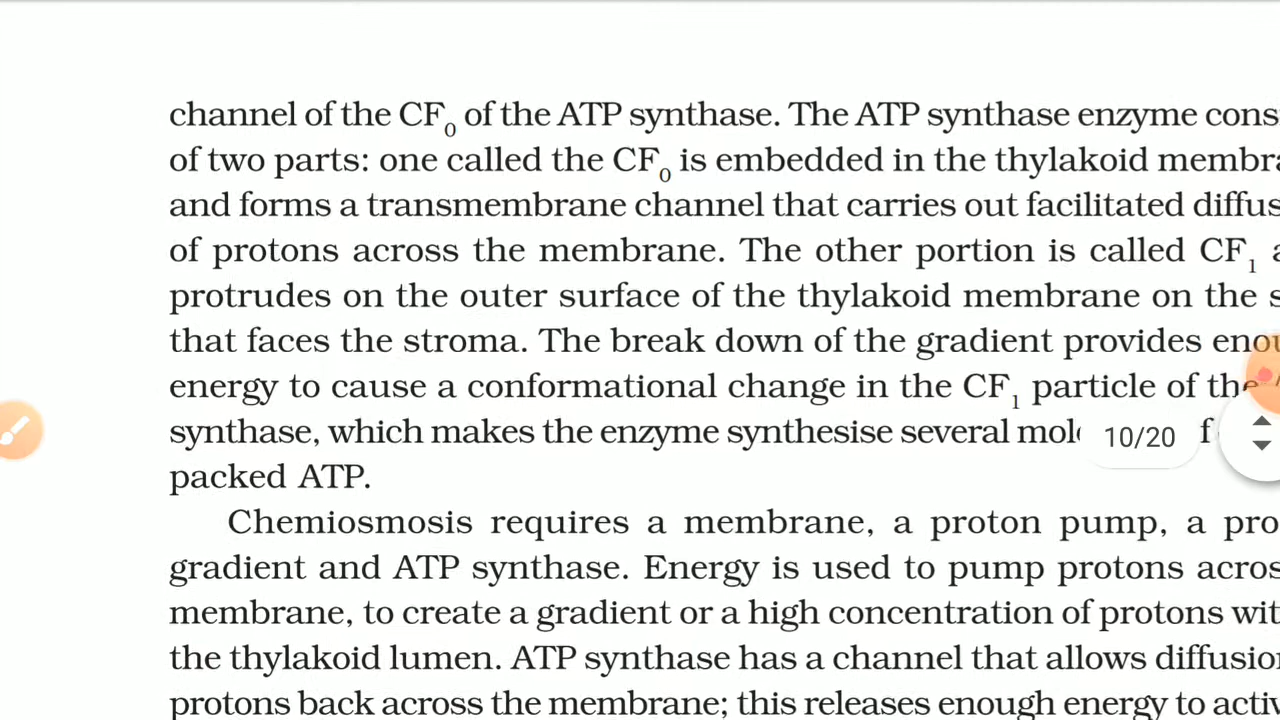 channel of the CF₀ of the ATP synthase. The ATP synthase enzyme cons
of two parts: one called the CF₀ is embedded in the thylakoid membra
and forms a transmembrane channel that carries out facilitated diffus
of protons across the membrane. The other portion is called CF₁ a
protrudes on the outer surface of the thylakoid membrane on the s
that faces the stroma. The break down of the gradient provides enou
energy to cause a conformational change in the CF₁ particle of the
synthase, which makes the enzyme synthesise several mol f
10/20
packed ATP.
Chemiosmosis requires a membrane, a proton pump, a pro
gradient and ATP synthase. Energy is used to pump protons acros
membrane, to create a gradient or a high concentration of protons wit
the thylakoid lumen. ATP synthase has a channel that allows diffusion
protons back across the membrane; this releases enough energy to activ